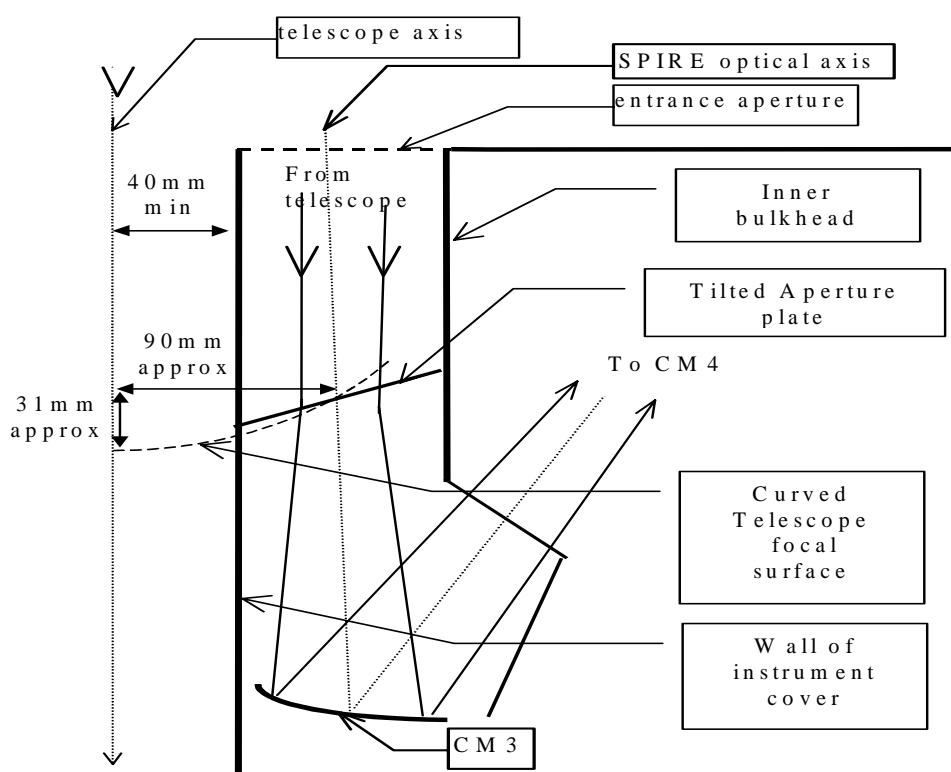 telescope axis
SPIRE optical axis
entrance aperture
From
telescope
40mm
min
Inner
bulkhead
Tilted Aperture
plate
90mm
approx
To CM4
31mm
approx
Curved
Telescope
focal
surface
Wall of
instrument
cover
CM3